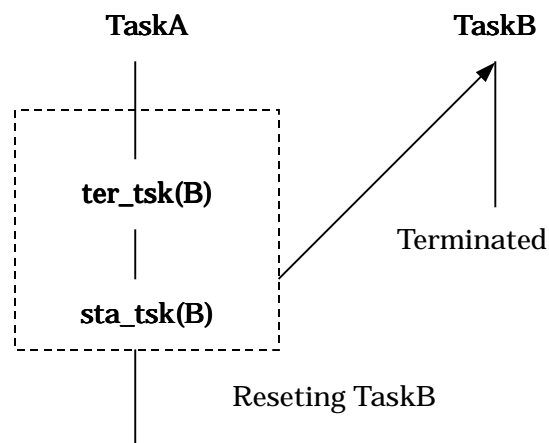 TaskA
TaskB
ter_tsk(B)
Terminated
sta_tsk(B)
Reseting TaskB